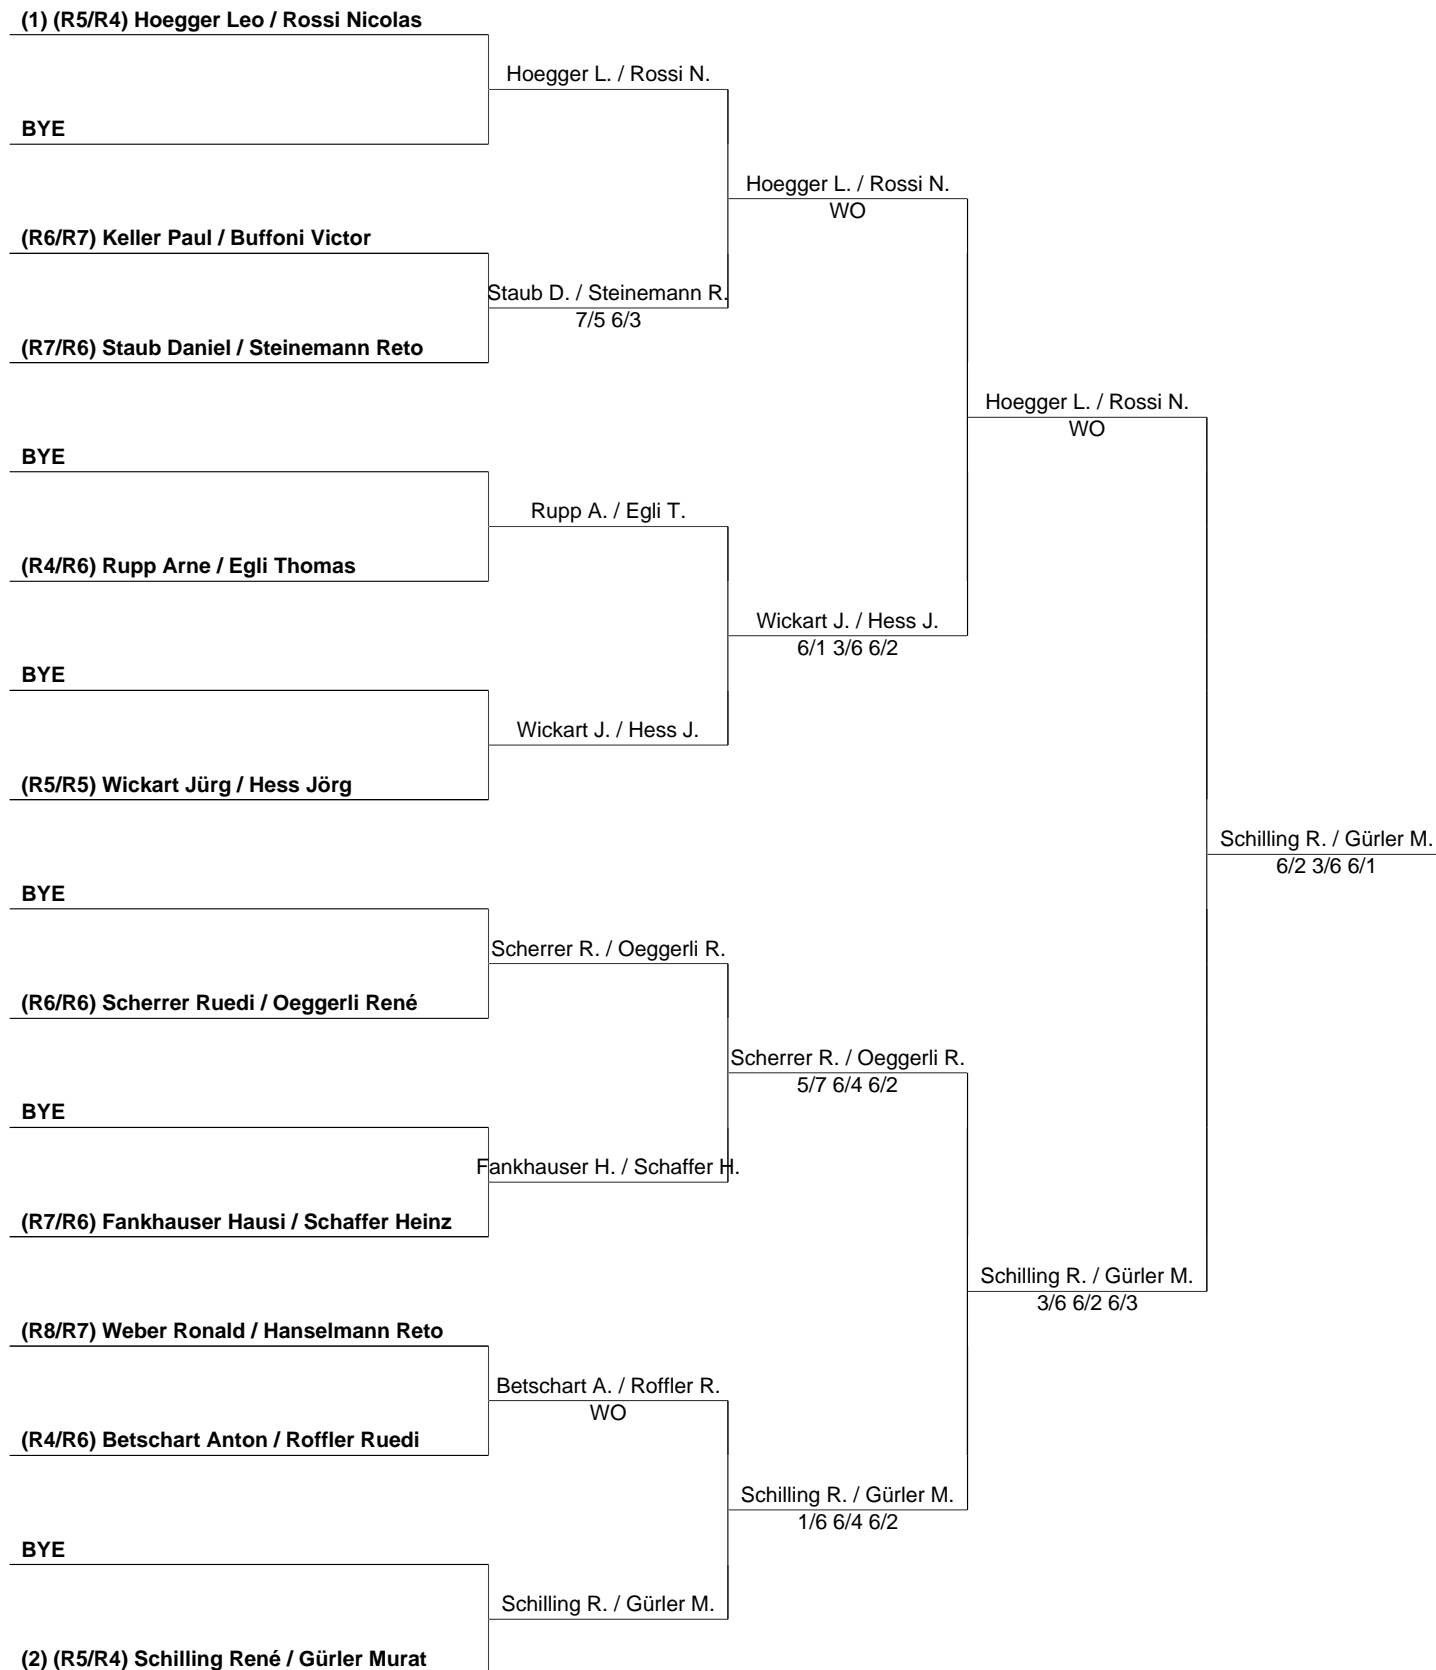 (1) (R5/R4) Hoegger Leo / Rossi Nicolas
Hoegger L. / Rossi N.
BYE
Hoegger L. / Rossi N.
WO
(R6/R7) Keller Paul / Buffoni Victor
Staub D. / Steinemann R.
7/5 6/3
(R7/R6) Staub Daniel / Steinemann Reto
Hoegger L. / Rossi N.
WO
BYE
Rupp A. / Egli T.
(R4/R6) Rupp Arne / Egli Thomas
Wickart J. / Hess J.
6/1 3/6 6/2
BYE
Wickart J. / Hess J.
(R5/R5) Wickart Jürg / Hess Jörg
Schilling R. / Gürler M.
6/2 3/6 6/1
BYE
Scherrer R. / Oeggerli R.
(R6/R6) Scherrer Ruedi / Oeggerli René
Scherrer R. / Oeggerli R.
5/7 6/4 6/2
BYE
Fankhauser H. / Schaffer H.
(R7/R6) Fankhauser Hausi / Schaffer Heinz
Schilling R. / Gürler M.
3/6 6/2 6/3
(R8/R7) Weber Ronald / Hanselmann Reto
Betschart A. / Roffler R.
WO
(R4/R6) Betschart Anton / Roffler Ruedi
Schilling R. / Gürler M.
1/6 6/4 6/2
BYE
Schilling R. / Gürler M.
(2) (R5/R4) Schilling René / Gürler Murat